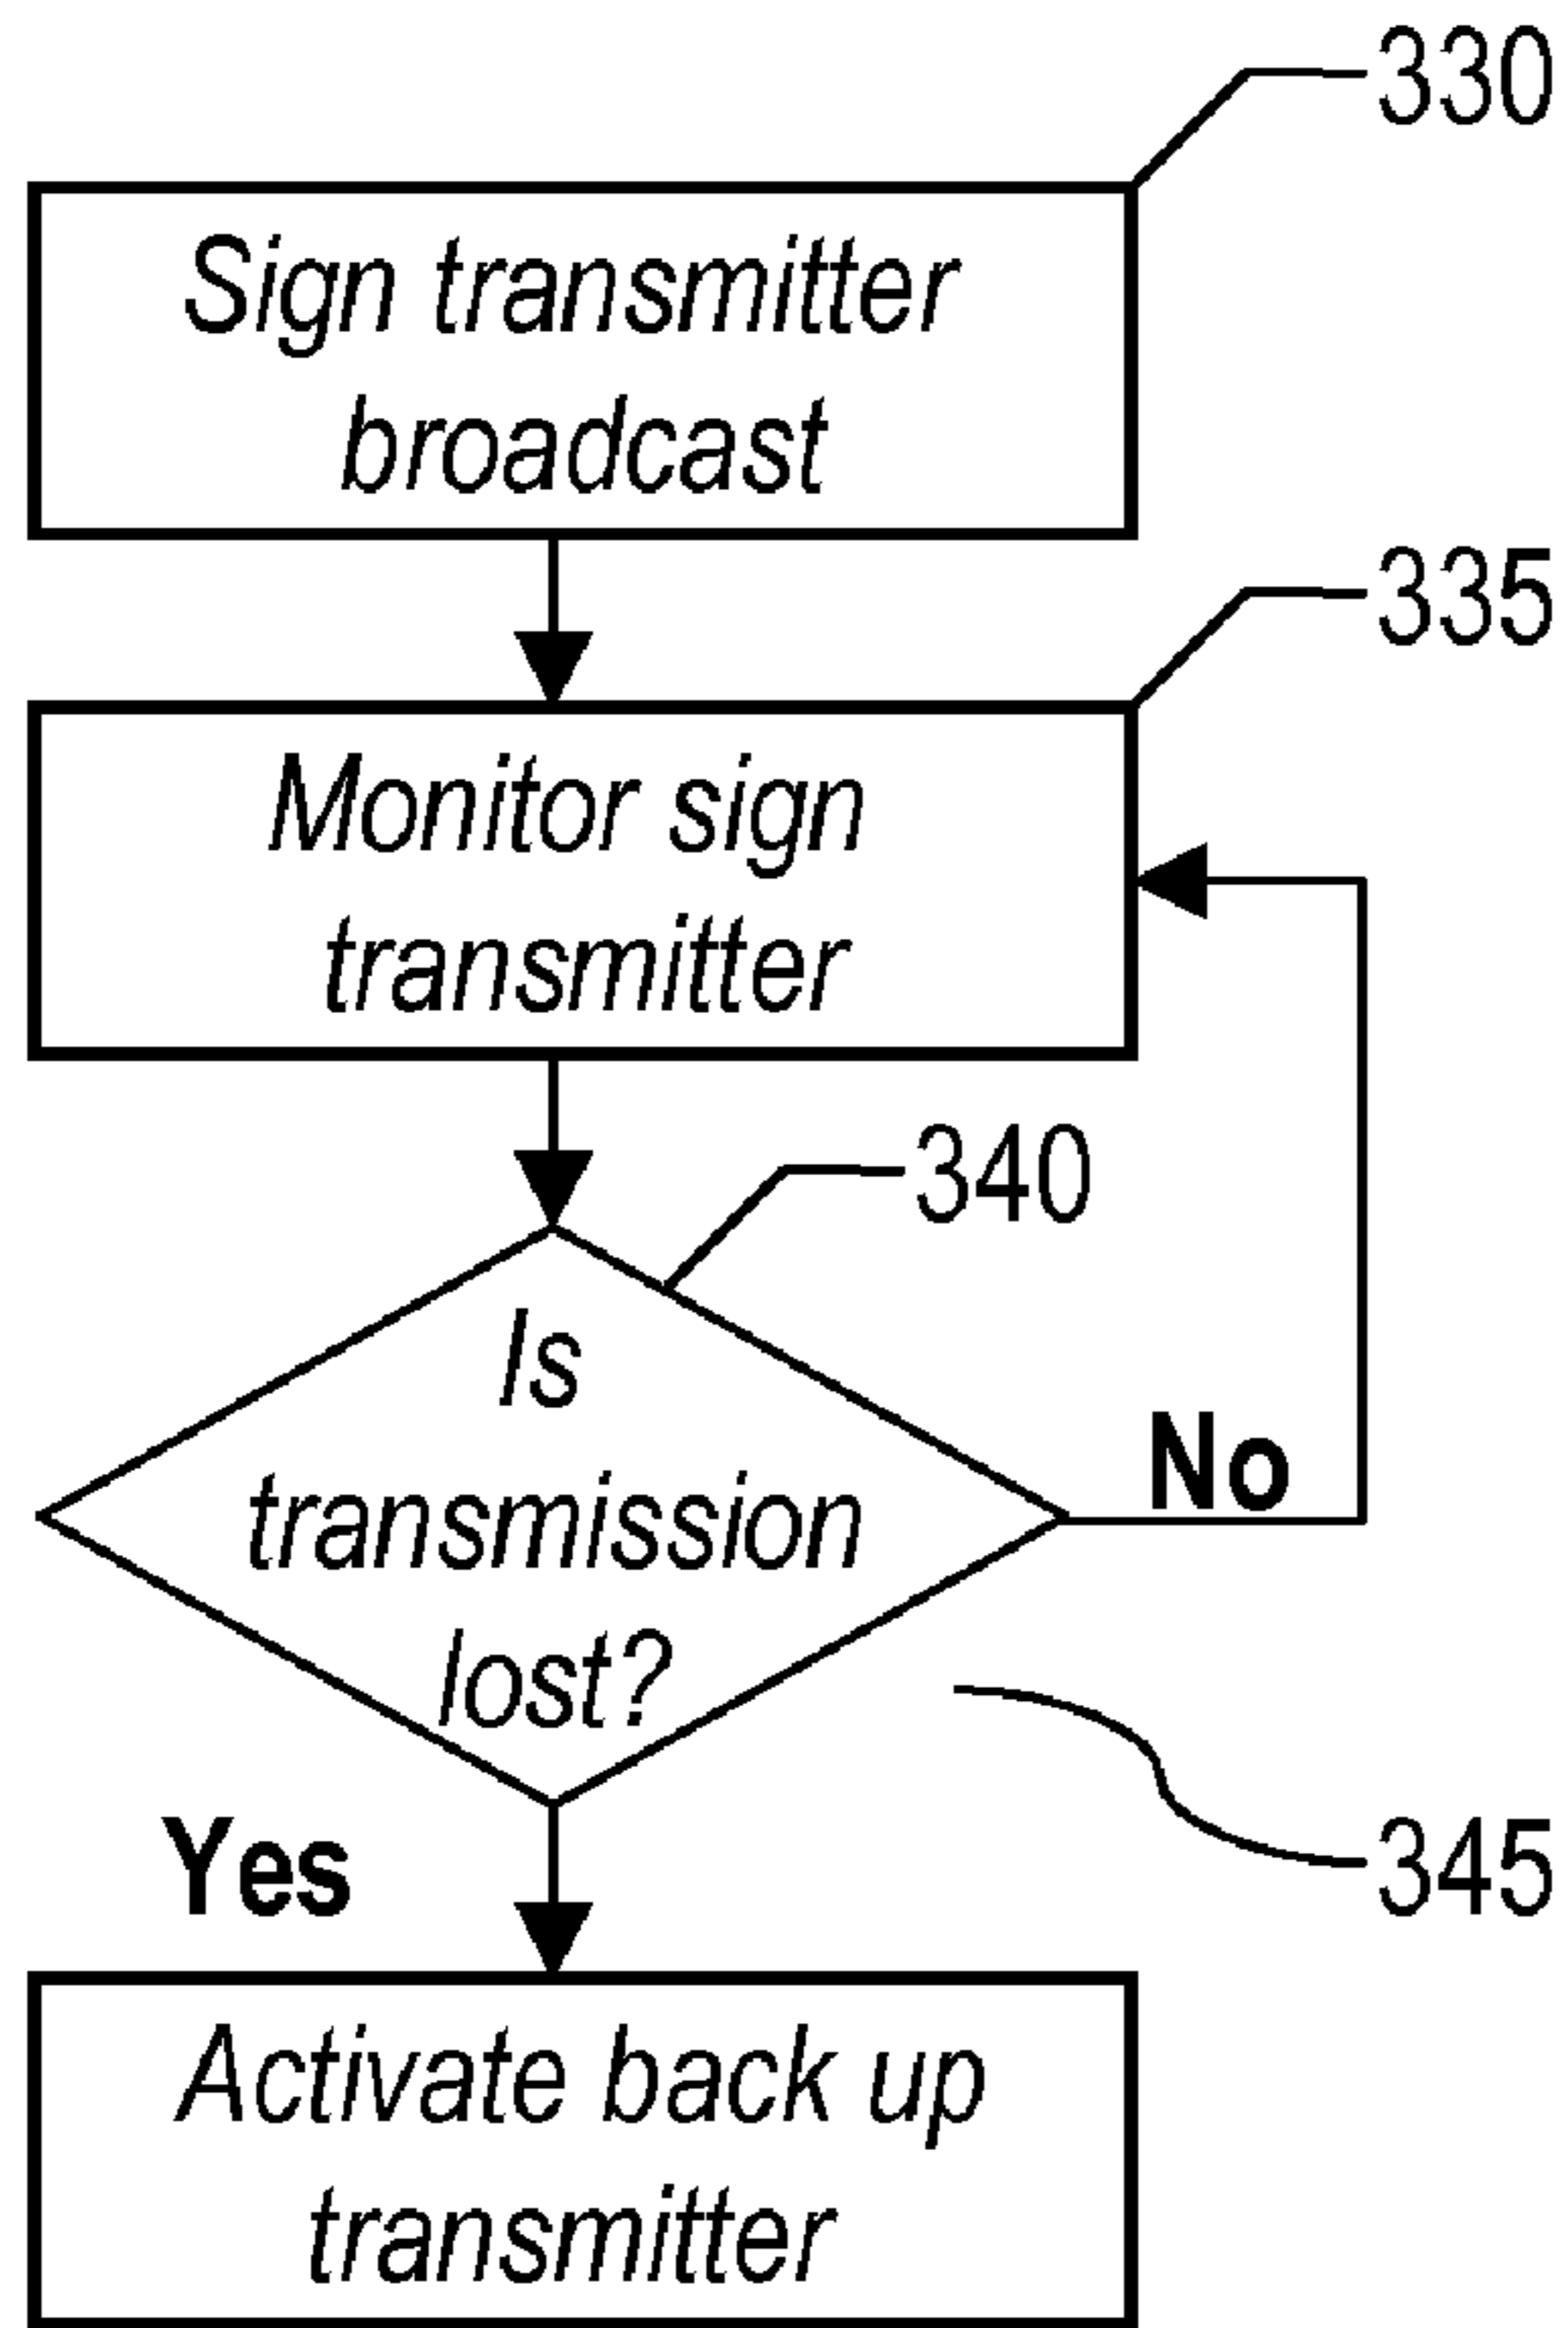 330
Sign transmitter
broadcast
335
Monitor sign
transmitter
340
Is
transmission
lost?
No
Yes
345
Activate back up
transmitter